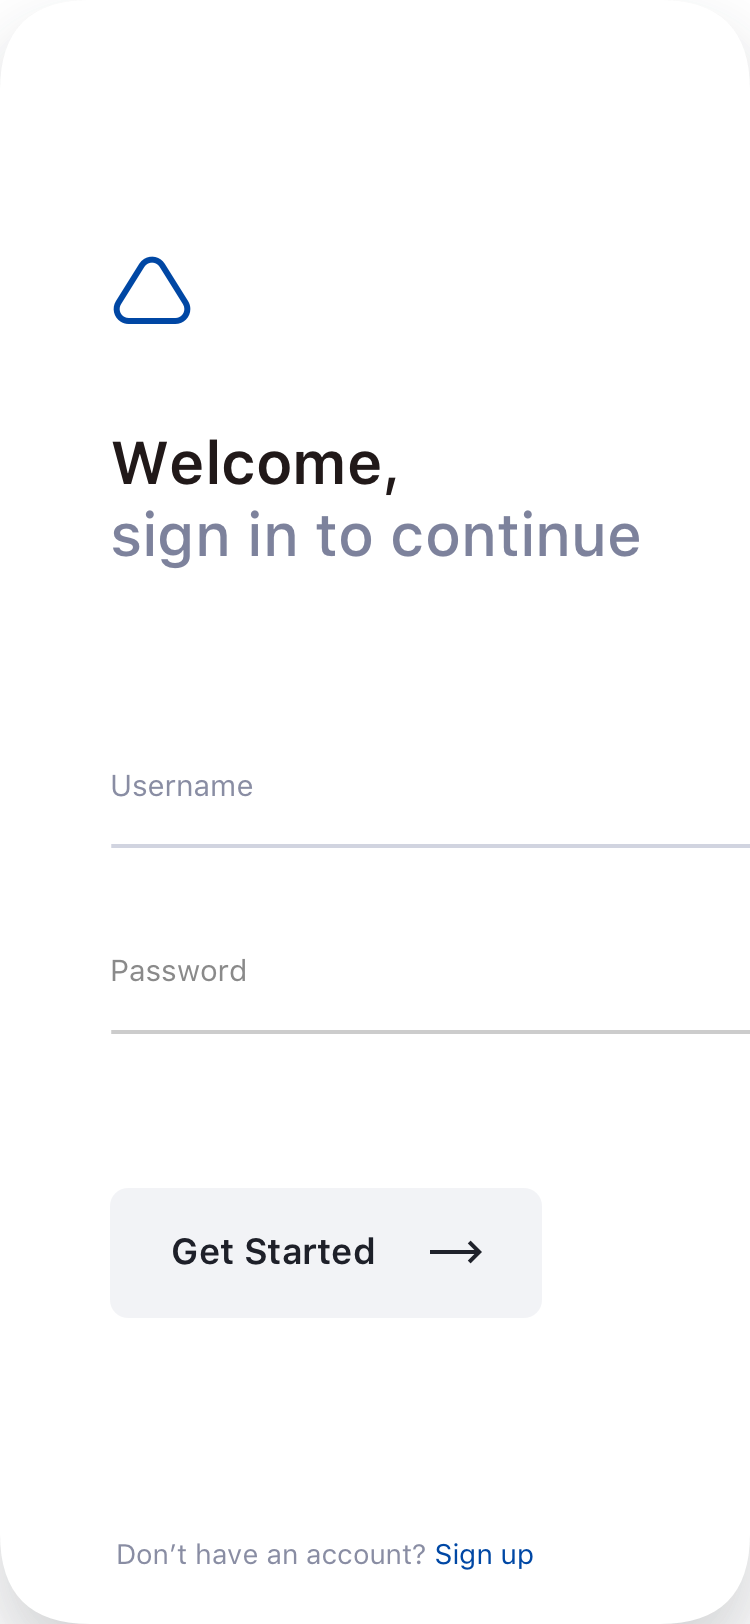 Welcome,
sign in to continue
Username
Password
Get Started
Don’t have an account? Sign up